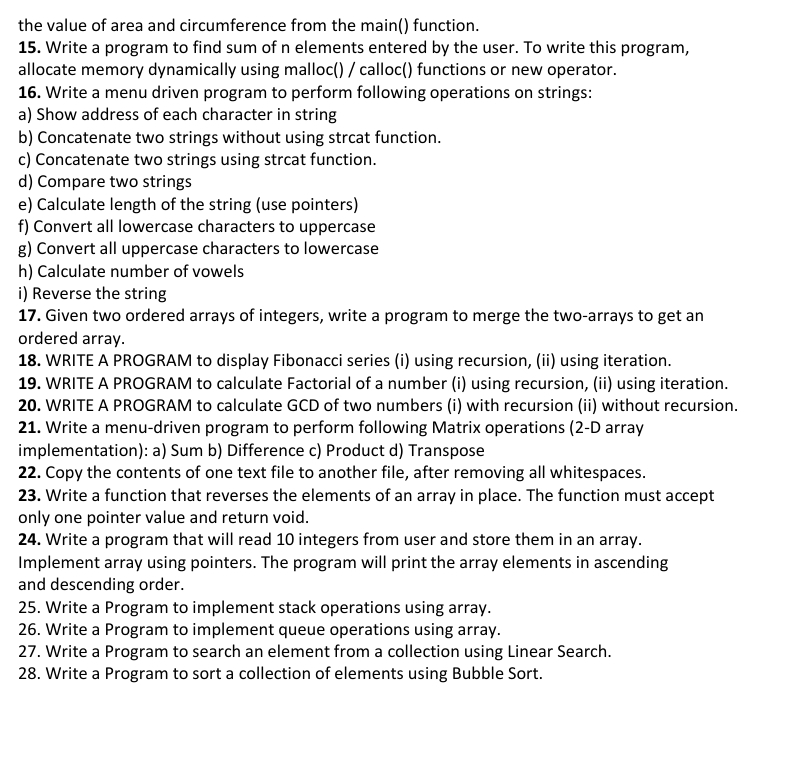 the value of area and circumference from the main() function.
15. Write a program to find sum of n elements entered by the user. To write this program,
allocate memory dynamically using malloc() / calloc() functions or new operator.
16. Write a menu driven program to perform following operations on strings:
a) Show address of each character in string
b) Concatenate two strings without using strcat function.
c) Concatenate two strings using strcat function.
d) Compare two strings
e) Calculate length of the string (use pointers)
f) Convert all lowercase characters to uppercase
g) Convert all uppercase characters to lowercase
h) Calculate number of vowels
i) Reverse the string
17. Given two ordered arrays of integers, write a program to merge the two-arrays to get an
ordered array.
18. WRITE A PROGRAM to display Fibonacci series (i) using recursion, (ii) using iteration.
19. WRITE A PROGRAM to calculate Factorial of a number (i) using recursion, (ii) using iteration.
20. WRITE A PROGRAM to calculate GCD of two numbers (i) with recursion (ii) without recursion.
21. Write a menu-driven program to perform following Matrix operations (2-D array
implementation): a) Sum b) Difference c) Product d) Transpose
22. Copy the contents of one text file to another file, after removing all whitespaces.
23. Write a function that reverses the elements of an array in place. The function must accept
only one pointer value and return void.
24. Write a program that will read 10 integers from user and store them in an array.
Implement array using pointers. The program will print the array elements in ascending
and descending order.
25. Write a Program to implement stack operations using array.
26. Write a Program to implement queue operations using array.
27. Write a Program to search an element from a collection using Linear Search.
28. Write a Program to sort a collection of elements using Bubble Sort.